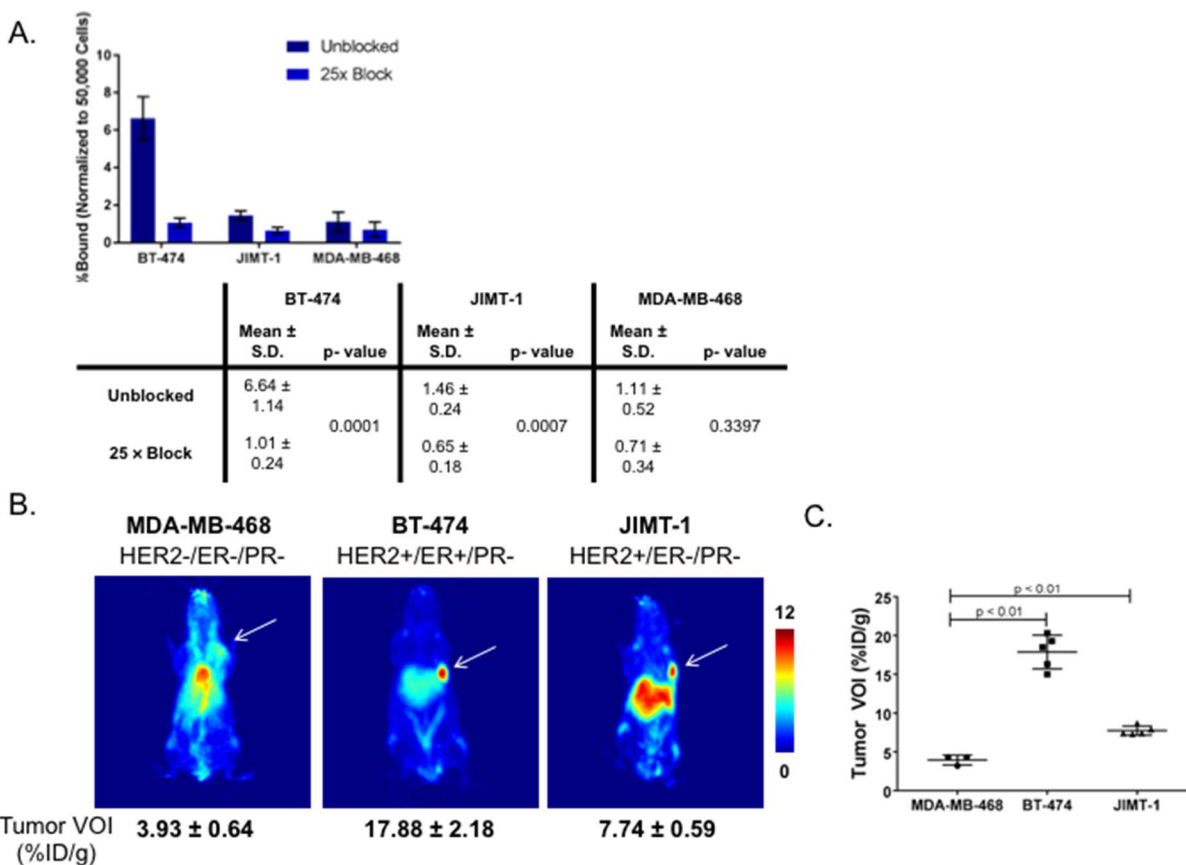 A.
%Bound (Normalized to 50,000 Cells)
10
8
6
4
2
0
Unblocked
25x Block
BT-474 JIMT-1 MDA-MB-468
BT-474 JIMT-1 MDA-MB-468
Mean ± Mean ± Mean ±
S.D. p- value S.D. p- value S.D. p- value
Unblocked 6.64 ± 1.46 ± 1.11 ±
1.14 0.24 0.52
0.0001 0.0007 0.3397
25 × Block 1.01 ± 0.65 ± 0.71 ±
0.24 0.18 0.34
B.
MDA-MB-468 BT-474 JIMT-1
HER2-/ER-/PR- HER2+/ER+/PR- HER2+/ER-/PR-
12
0
Tumor VOI 3.93 ± 0.64 17.88 ± 2.18 7.74 ± 0.59
(%ID/g)
C.
Tumor VOI (%ID/g)
25
20
15
10
5
0
p < 0.01
p < 0.01
MDA-MB-468 BT-474 JIMT-1